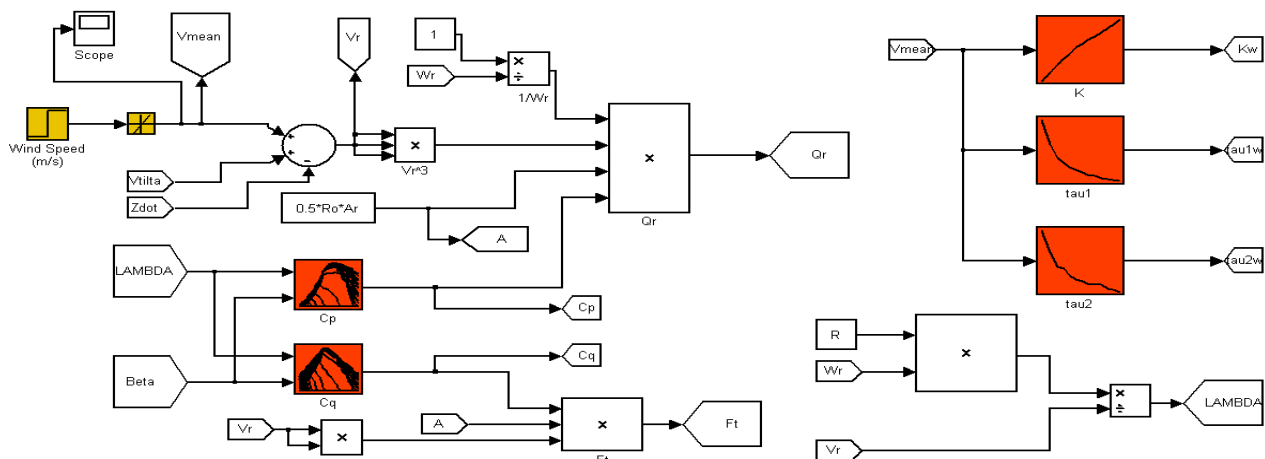 Scope
Vmean
Vr
1
Wr
×
÷
1/Wr
Wind Speed
(m/s)
+
+
-
×
Vr^3
Vtilta
Zdot
0.5*Ro*Ar
A
×
Qr
Qr
LAMBDA
Beta
Cp
Cp
Cq
Cq
Vr
×
A
×
Ft
Vmean
K
Kw
tau1
tau1w
tau2
tau2w
R
Wr
×
Vr
×
÷
LAMBDA